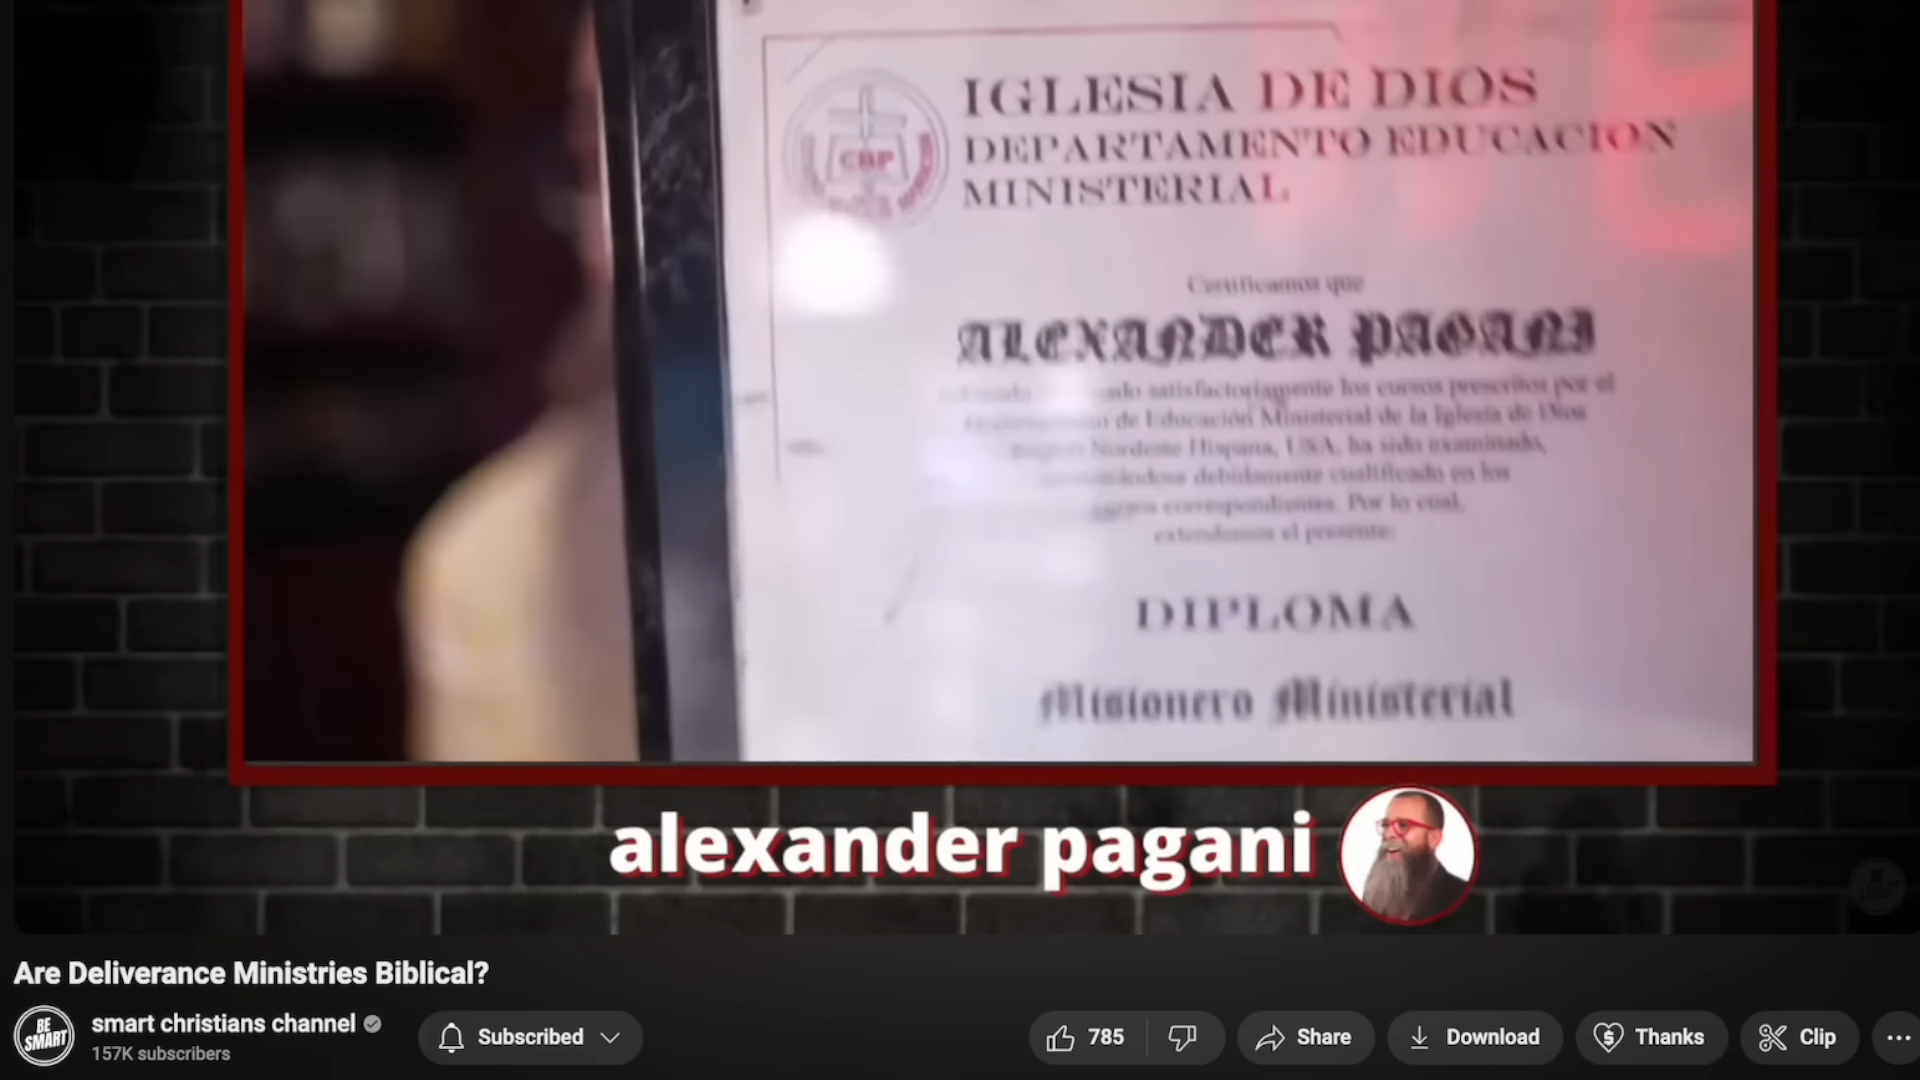 IGLESIA DE DIOS
DEPARTAMENTO EDUCACION
MINISTERIAL
CBP
Certificamos que
ALEXANDER PAGANI
satisfactoriamente los cursos prescritos por el
de Educación Ministerial de la Iglesia de Dios
Nordeste Hispana, USA, ha sido examinado,
debidamente cualificado en los
correspondientes. Por lo cual,
extendemos el presente:
DIPLOMA
Misionero Ministerial
alexander pagani
BE SMART
Are Deliverance Ministries Biblical?
BE
SMART
smart christians channel
157K subscribers
Subscribed
785
Share
Download
Thanks
Clip